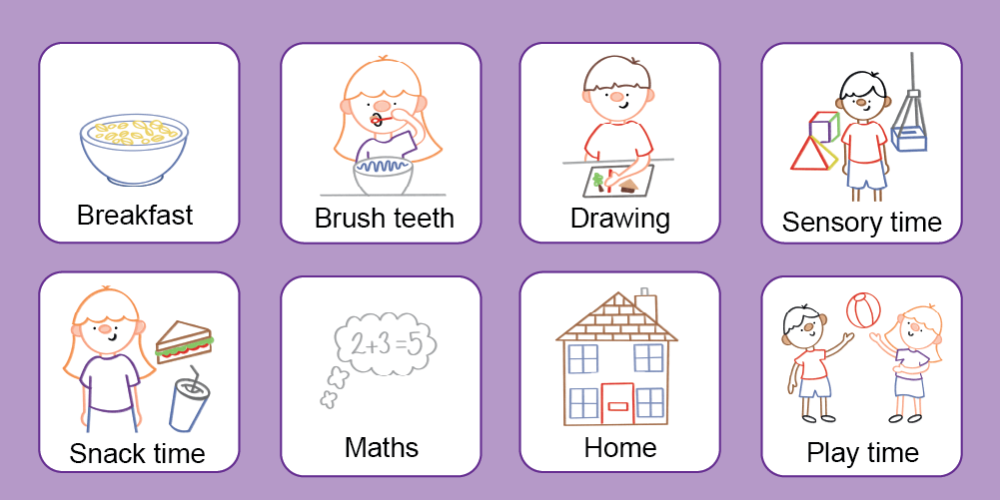 Breakfast
Brush teeth
Drawing
Sensory time
Snack time
2+3=5
Maths
Home
Play time